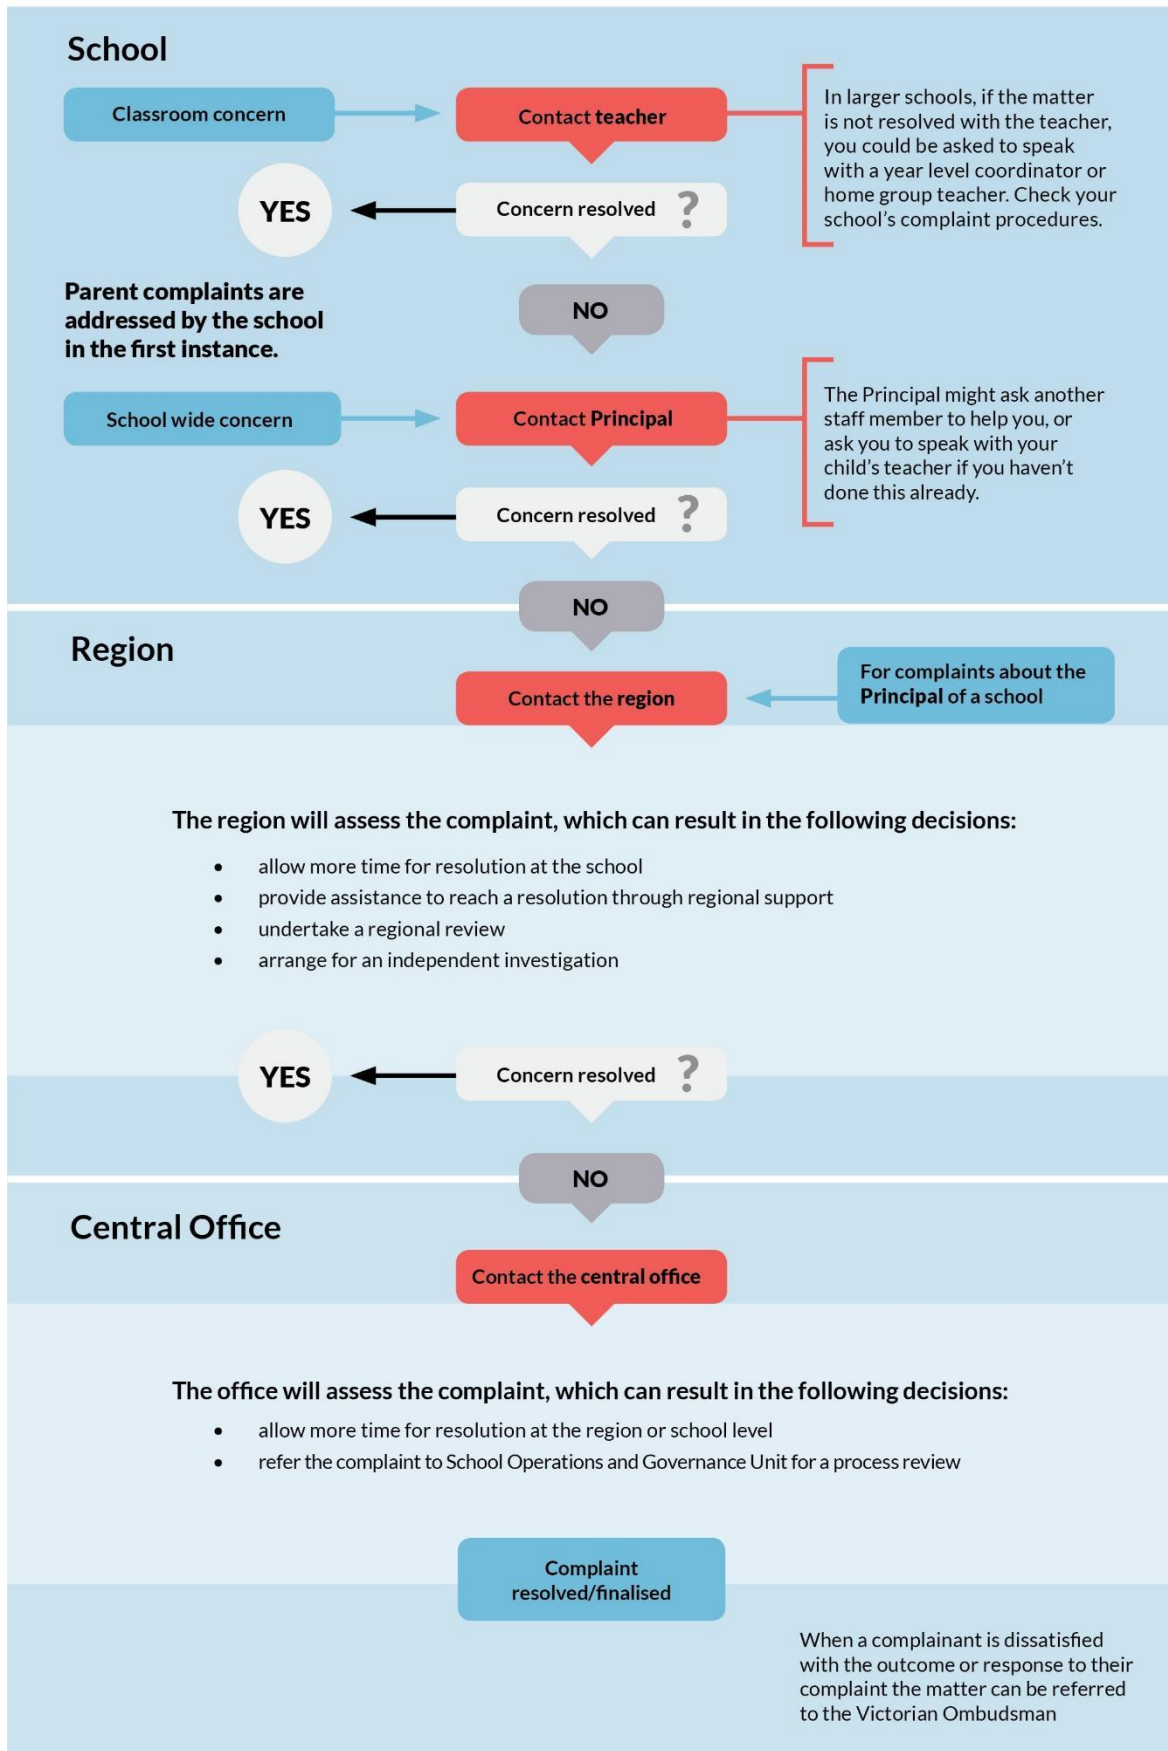 School
Classroom concern
Contact teacher
In larger schools, if the matter
is not resolved with the teacher,
you could be asked to speak
with a year level coordinator or
home group teacher. Check your
school’s complaint procedures.
YES
Concern resolved ?
NO
Parent complaints are
addressed by the school
in the first instance.
School wide concern
Contact Principal
The Principal might ask another
staff member to help you, or
ask you to speak with your
child’s teacher if you haven’t
done this already.
YES
Concern resolved ?
NO
Region
Contact the region
For complaints about the
Principal of a school
The region will assess the complaint, which can result in the following decisions:
• allow more time for resolution at the school
• provide assistance to reach a resolution through regional support
• undertake a regional review
• arrange for an independent investigation
YES
Concern resolved ?
NO
Central Office
Contact the central office
The office will assess the complaint, which can result in the following decisions:
• allow more time for resolution at the region or school level
• refer the complaint to School Operations and Governance Unit for a process review
Complaint
resolved/finalised
When a complainant is dissatisfied
with the outcome or response to their
complaint the matter can be referred
to the Victorian Ombudsman